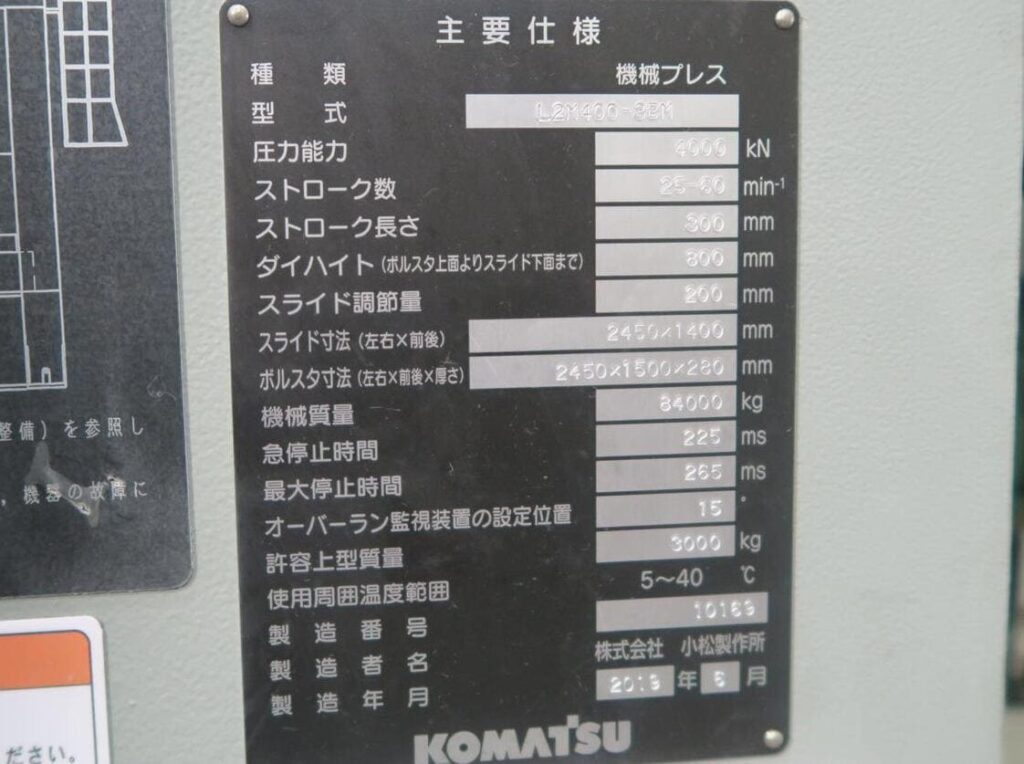 主要仕様
種類 機械プレス
型式
圧力能力 4000 kN
ストローク数 25-60 min-1
ストローク長さ 300 mm
ダイハイト (ボルスタ上面よりスライド下面まで) 800 mm
スライド調節量 200 mm
スライド寸法 (左右×前後) 2450×1400 mm
ボルスタ寸法 (左右×前後×厚さ) 2450×1500×280 mm
機械質量 84000 kg
急停止時間 225 ms
最大停止時間 265 ms
オーバーラン監視装置の設定位置 15 °
許容上型質量 3000 kg
使用周囲温度範囲 5～40 ℃
製造番号 10169
製造者名 株式会社 小松製作所
製造年月 2019 年 6 月
KOMATSU
整備）を参照し
，機器の故障に
ださい。